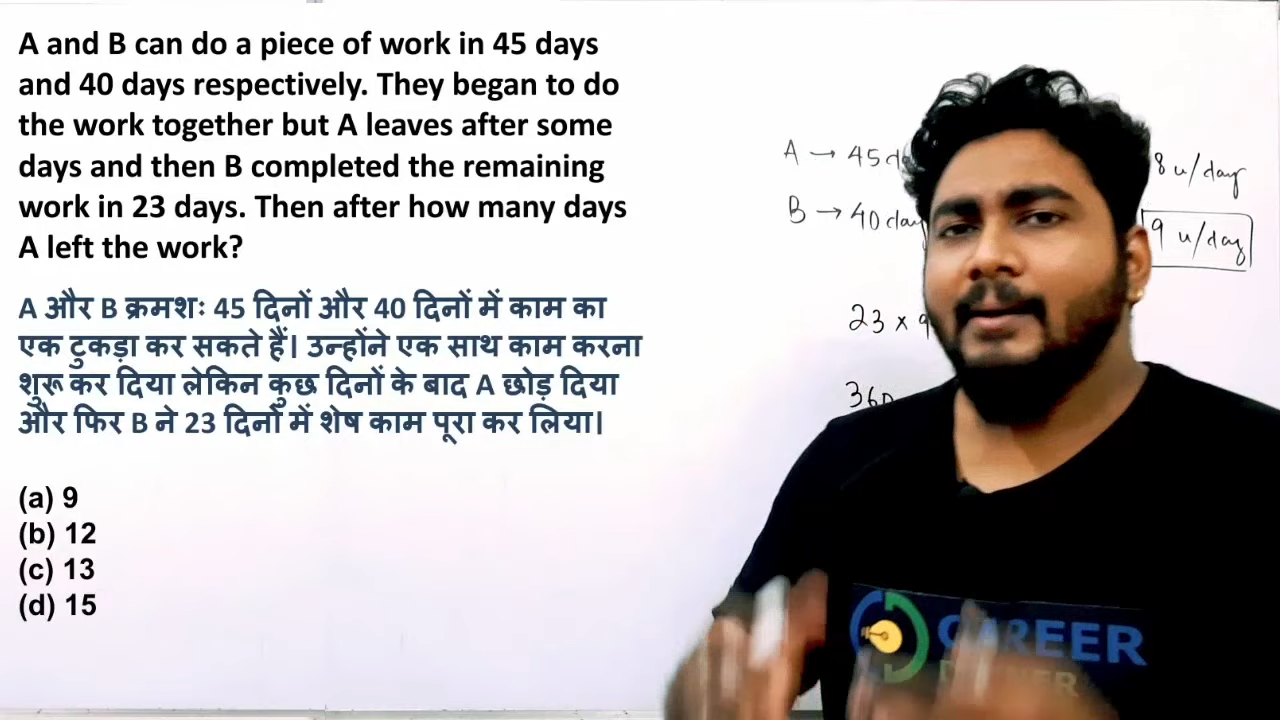 A and B can do a piece of work in 45 days
and 40 days respectively. They began to do
the work together but A leaves after some
days and then B completed the remaining
work in 23 days. Then after how many days
A left the work?
A और B क्रमशः 45 दिनों और 40 दिनों में काम का
एक टुकड़ा कर सकते हैं। उन्होंने एक साथ काम करना
शुरू कर दिया लेकिन कुछ दिनों के बाद A छोड़ दिया
और फिर B ने 23 दिनों में शेष काम पूरा कर लिया।
(a) 9
(b) 12
(c) 13
(d) 15
A → 45 8 u/day
B → 40 day 9 u/day
23 ×
360
CAREER